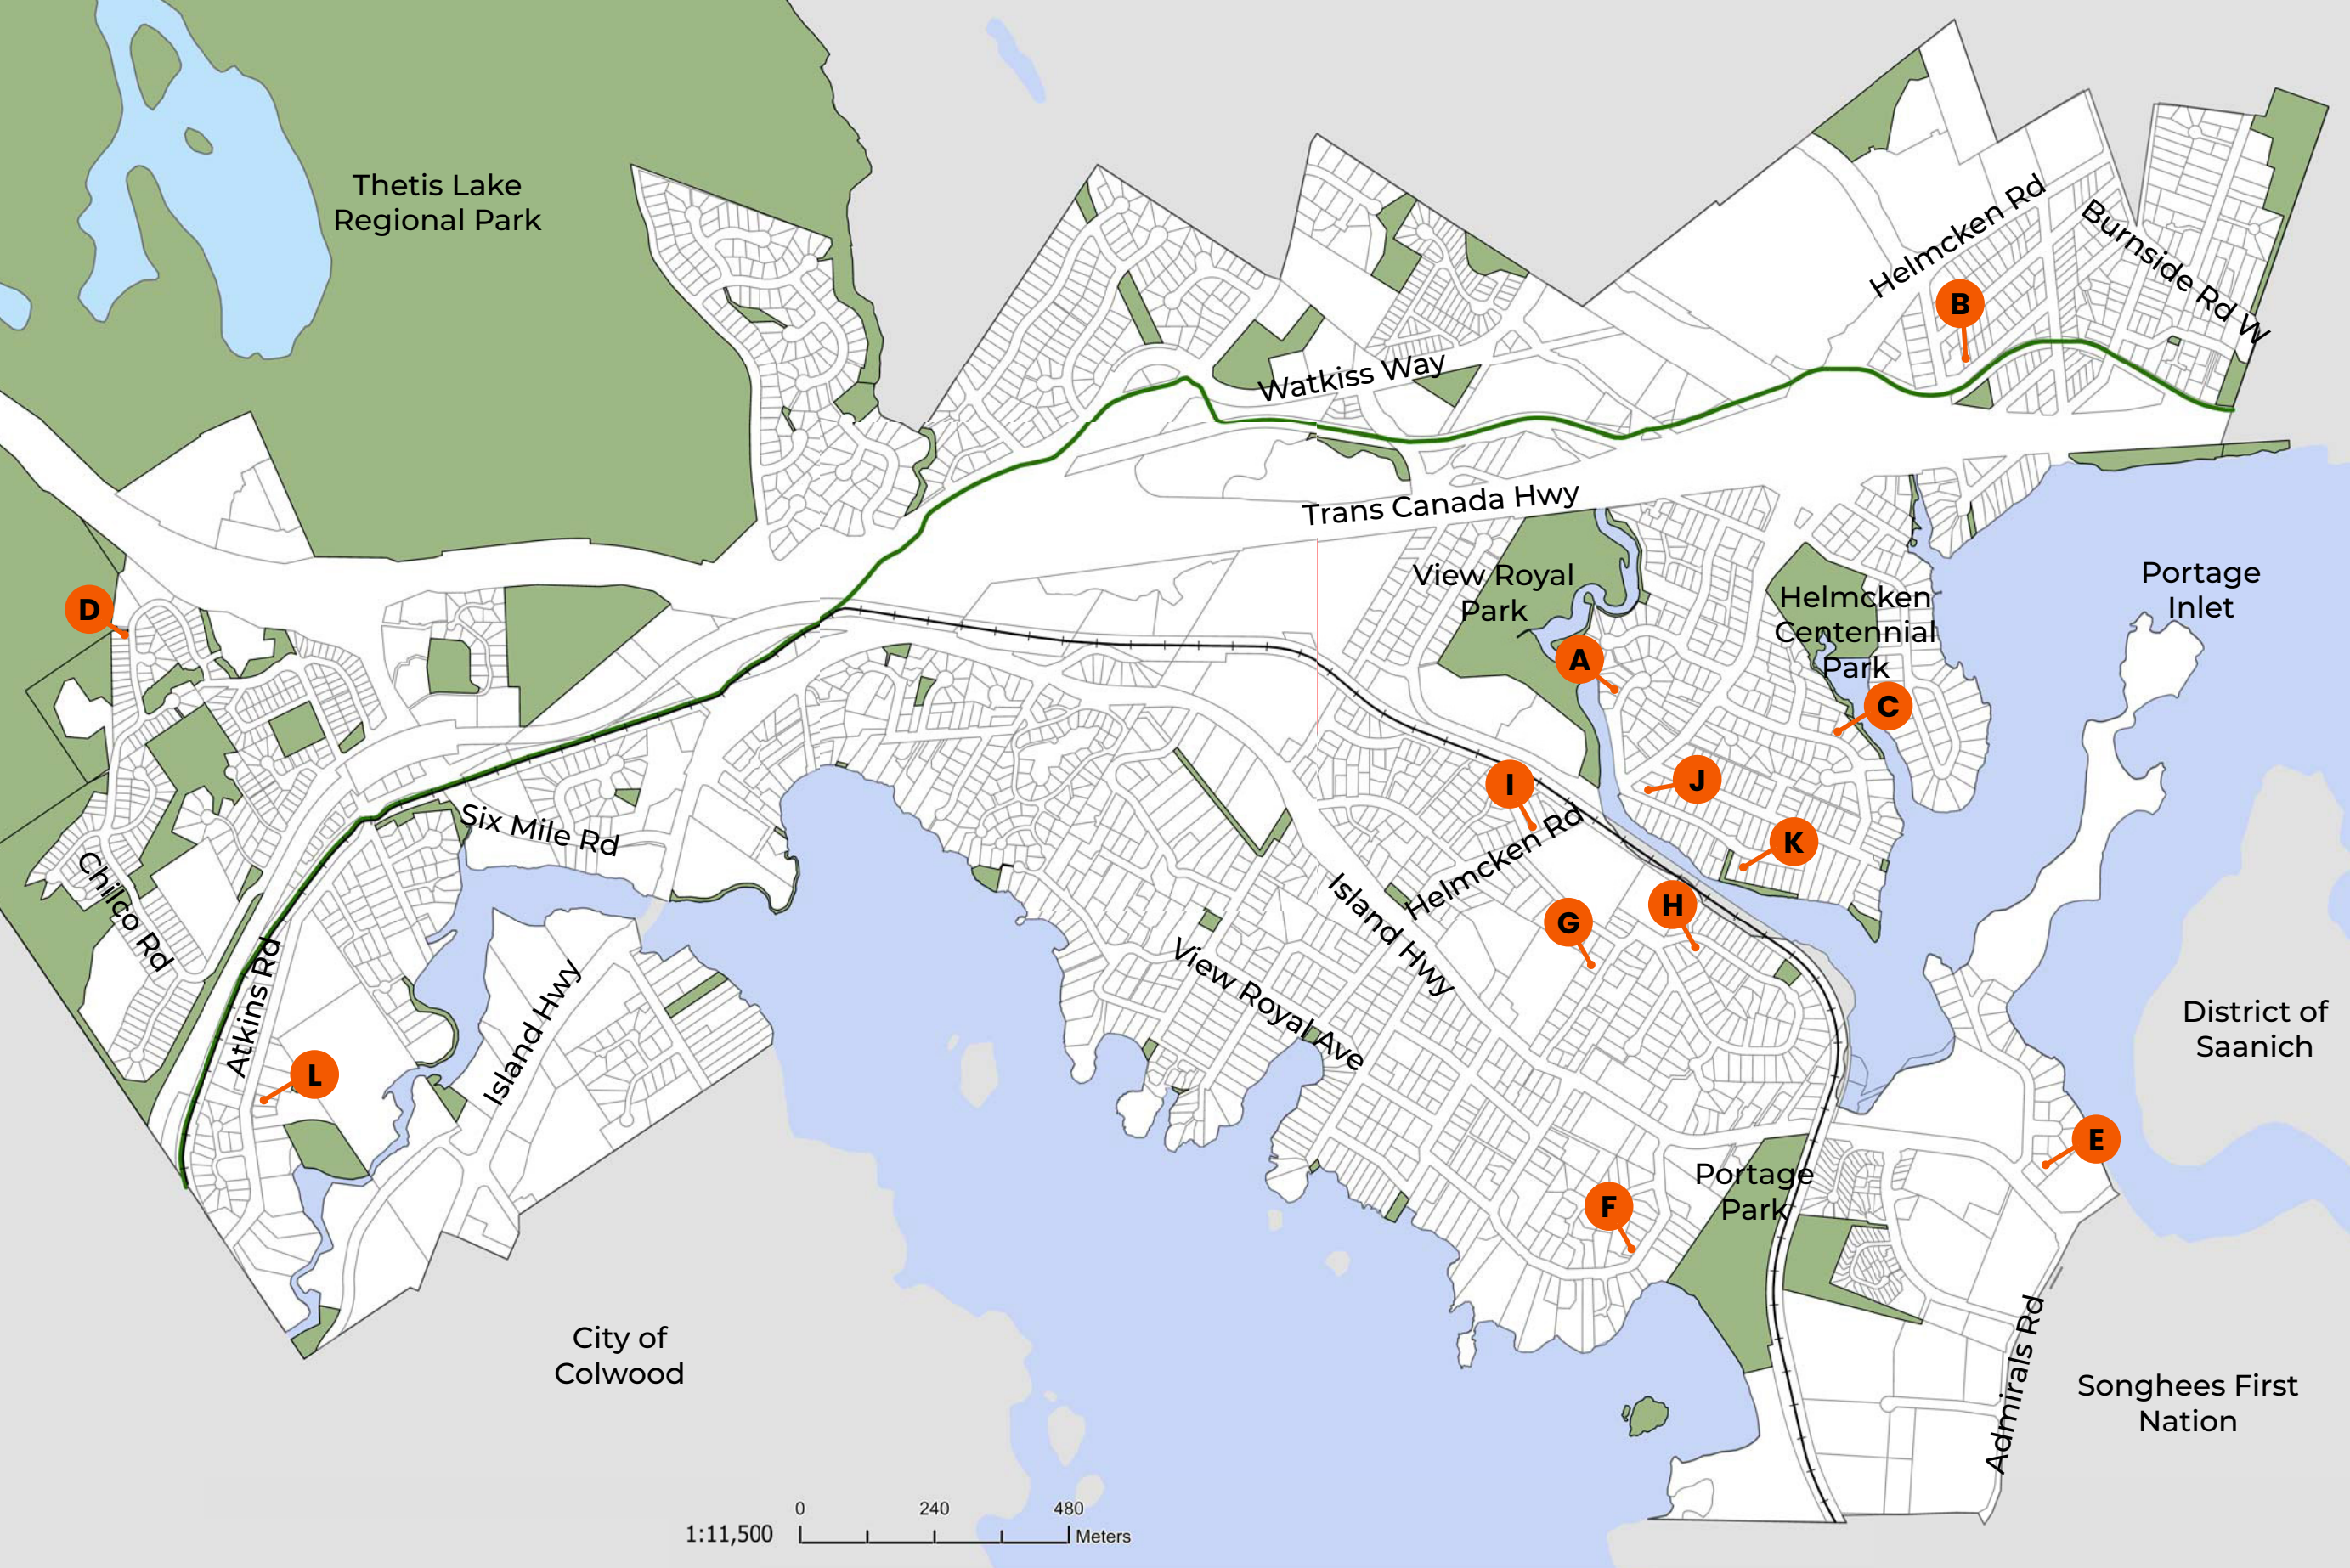 Thetis Lake
Regional Park
Helmcken Rd
Burnside Rd W
B
Watkiss Way
Trans Canada Hwy
View Royal
Park
Helmcken
Centennial
Park
Portage
Inlet
D
A
C
I
J
K
Six Mile Rd
Chilco Rd
Helmcken Rd
Island Hwy
H
G
View Royal Ave
Atkins Rd
Island Hwy
L
District of
Saanich
E
Portage
Park
F
City of
Colwood
Admirals Rd
Songhees First
Nation
0 240 480
1:11,500
Meters